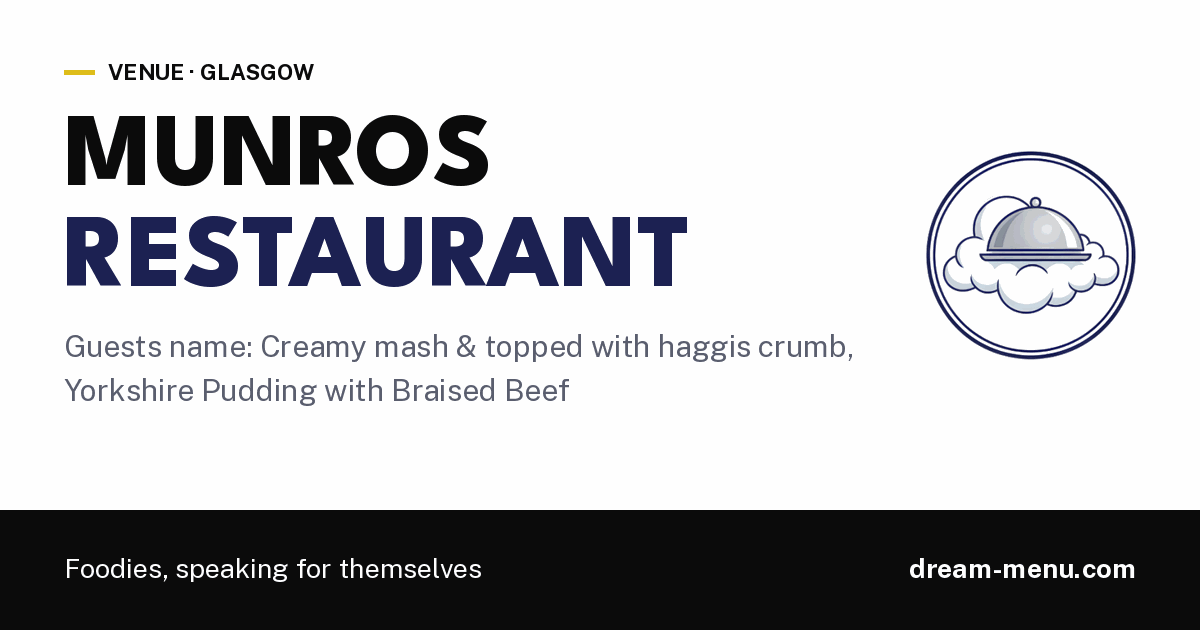 VENUE · GLASGOW
MUNROS
RESTAURANT
Guests name: Creamy mash & topped with haggis crumb,
Yorkshire Pudding with Braised Beef
Foodies, speaking for themselves
dream-menu.com